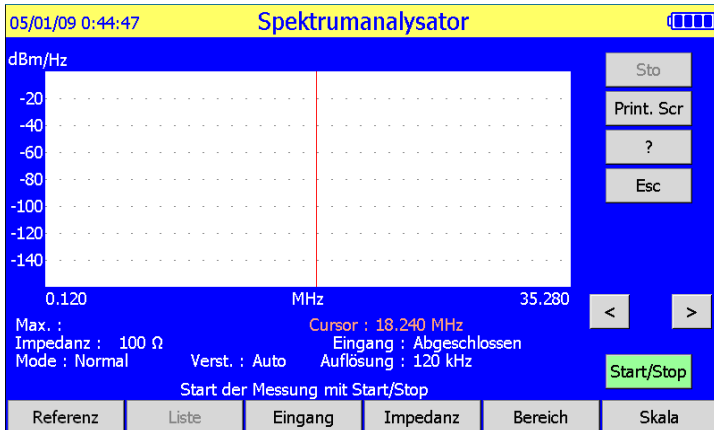 05/01/09 0:44:47 Spektrumanalysator
dBm/Hz
Sto
-20
Print. Scr
-40
?
-60
-80
Esc
-100
-120
-140
0.120 MHz 35.280
< >
Max. : Cursor : 18.240 MHz
Impedanz : 100 Ω Eingang : Abgeschlossen
Mode : Normal Verst. : Auto Auflösung : 120 kHz
Start/Stop
Start der Messung mit Start/Stop
Referenz Liste Eingang Impedanz Bereich Skala